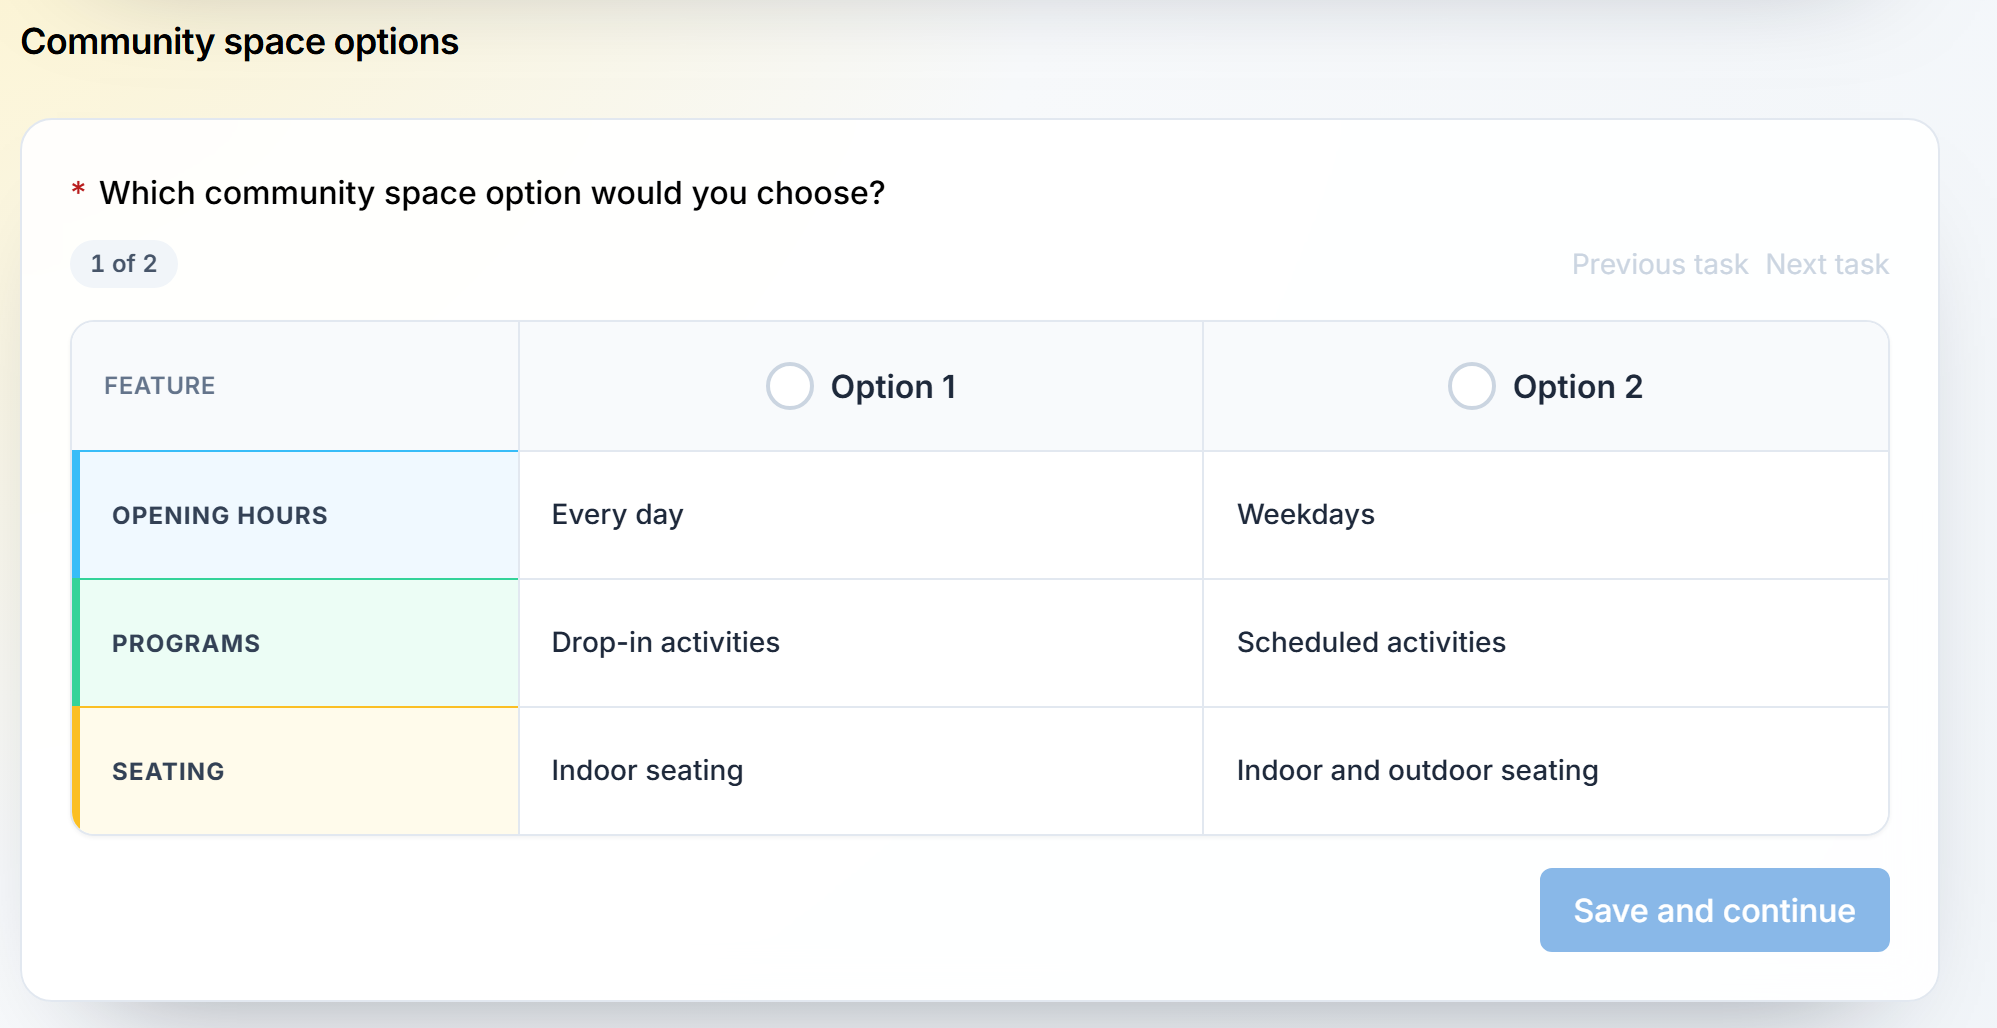 Community space options
* Which community space option would you choose?
1 of 2
Previous task Next task
FEATURE Option 1 Option 2
OPENING HOURS Every day Weekdays
PROGRAMS Drop-in activities Scheduled activities
SEATING Indoor seating Indoor and outdoor seating
Save and continue